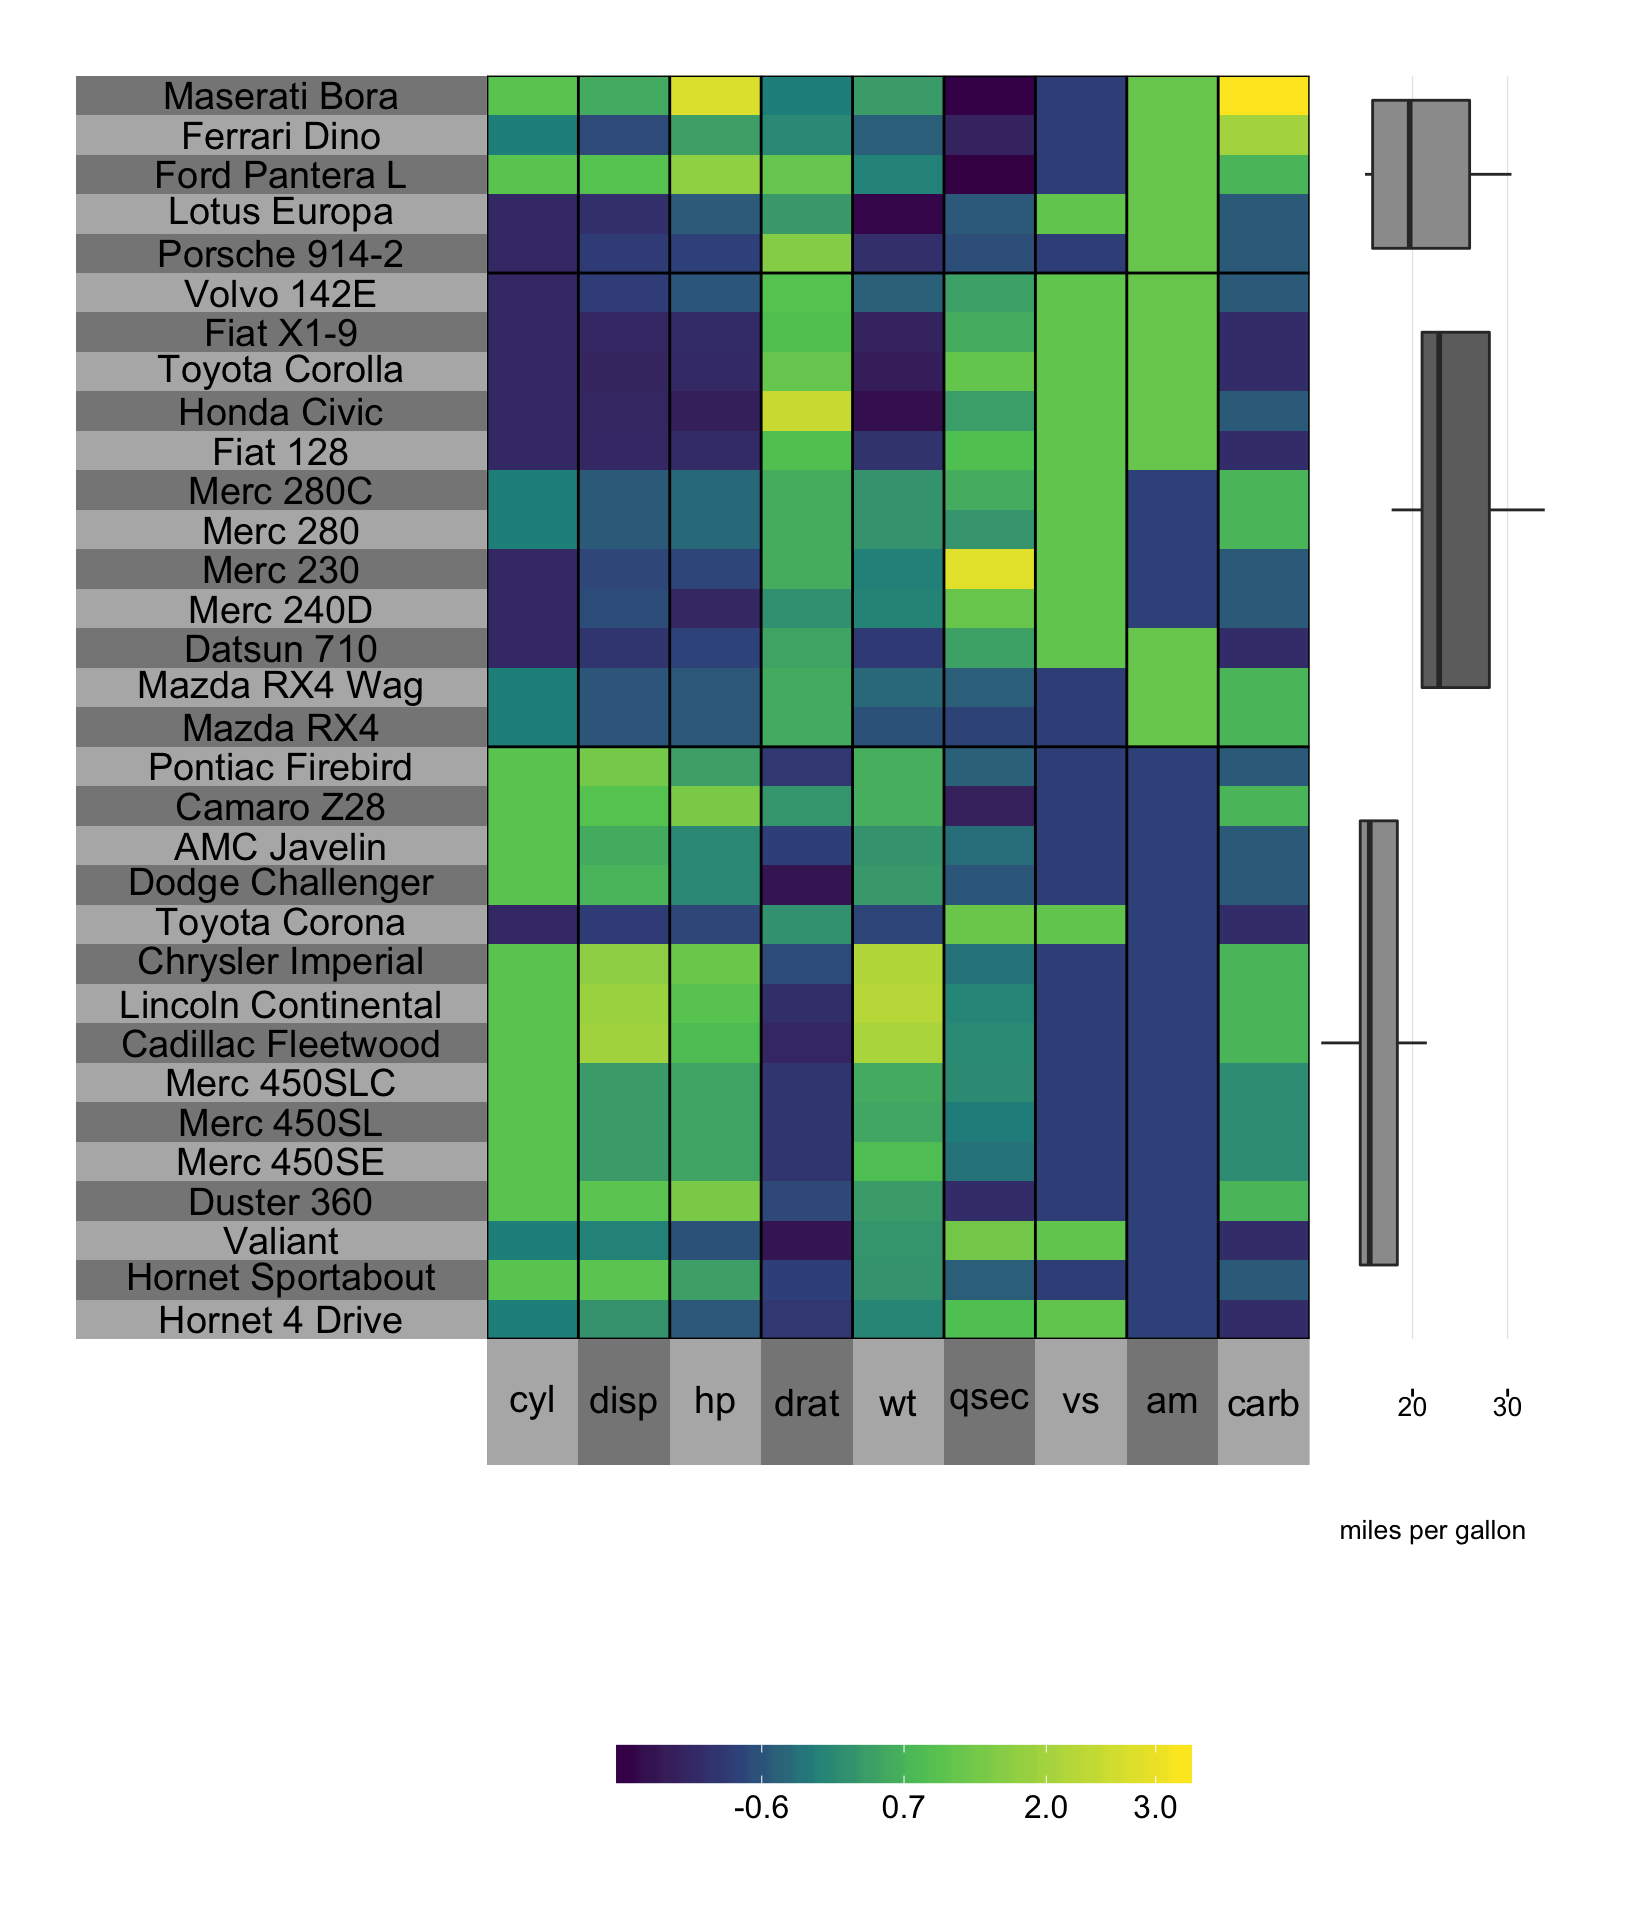 Maserati Bora
Ferrari Dino
Ford Pantera L
Lotus Europa
Porsche 914-2
Volvo 142E
Fiat X1-9
Toyota Corolla
Honda Civic
Fiat 128
Merc 280C
Merc 280
Merc 230
Merc 240D
Datsun 710
Mazda RX4 Wag
Mazda RX4
Pontiac Firebird
Camaro Z28
AMC Javelin
Dodge Challenger
Toyota Corona
Chrysler Imperial
Lincoln Continental
Cadillac Fleetwood
Merc 450SLC
Merc 450SL
Merc 450SE
Duster 360
Valiant
Hornet Sportabout
Hornet 4 Drive
cyl disp hp drat wt qsec vs am carb
20 30
miles per gallon
-0.6 0.7 2.0 3.0